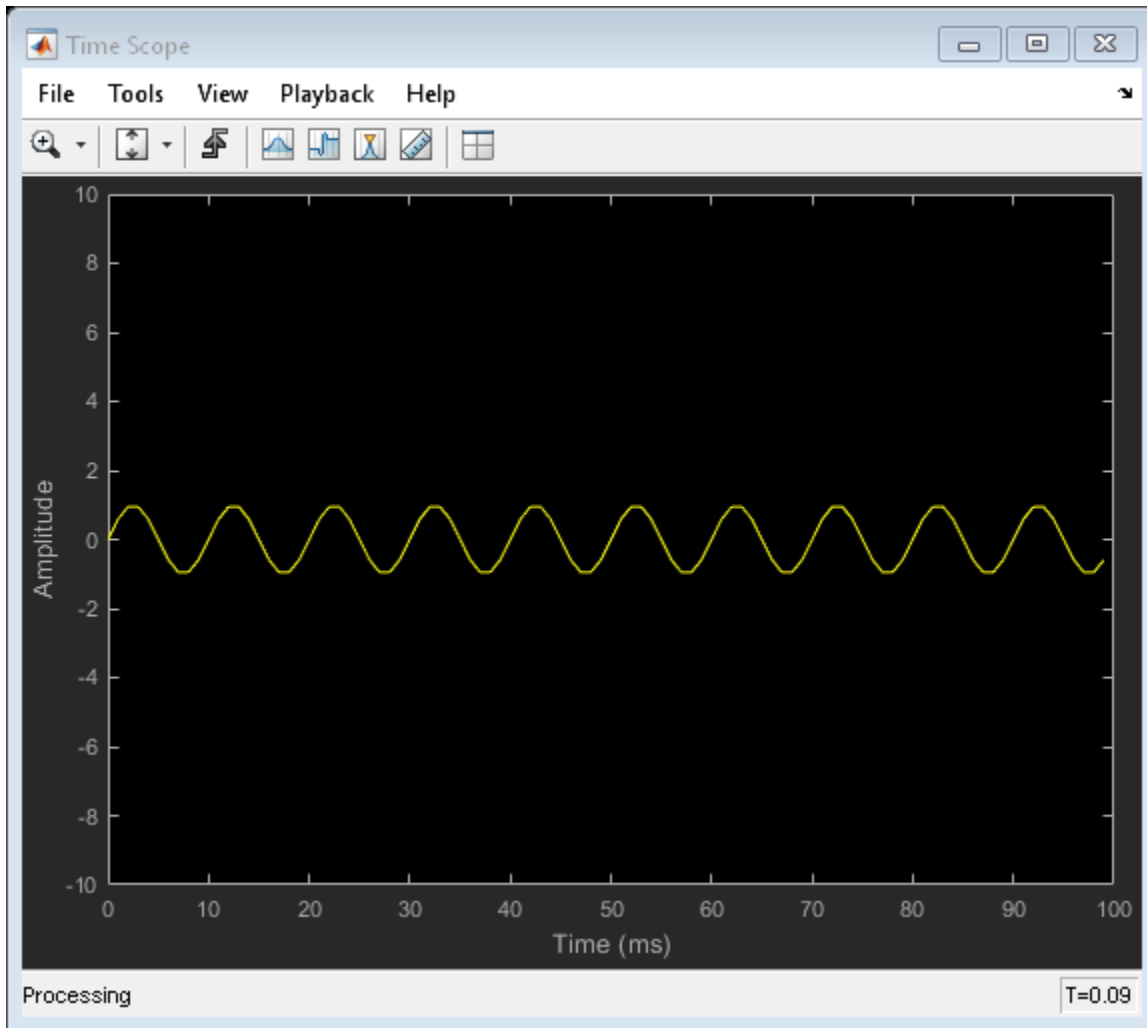 Time Scope
File Tools View Playback Help
10
8
6
4
2
0
-2
-4
-6
-8
-10
Amplitude
0 10 20 30 40 50 60 70 80 90 100
Time (ms)
Processing T=0.09